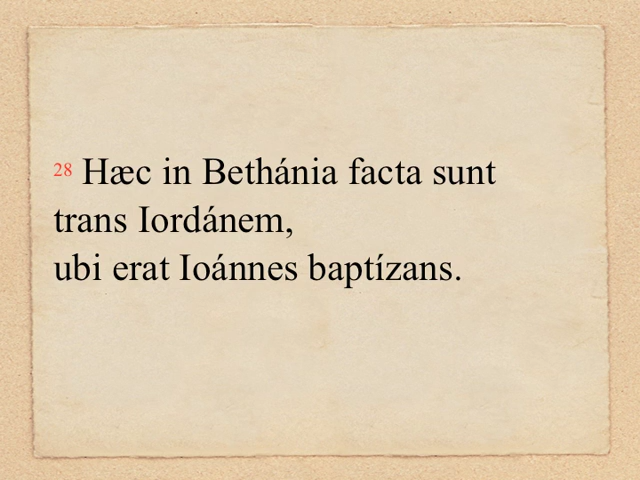 28 Hæc in Bethánia facta sunt
trans Iordánem,
ubi erat Ioánnes baptízans.